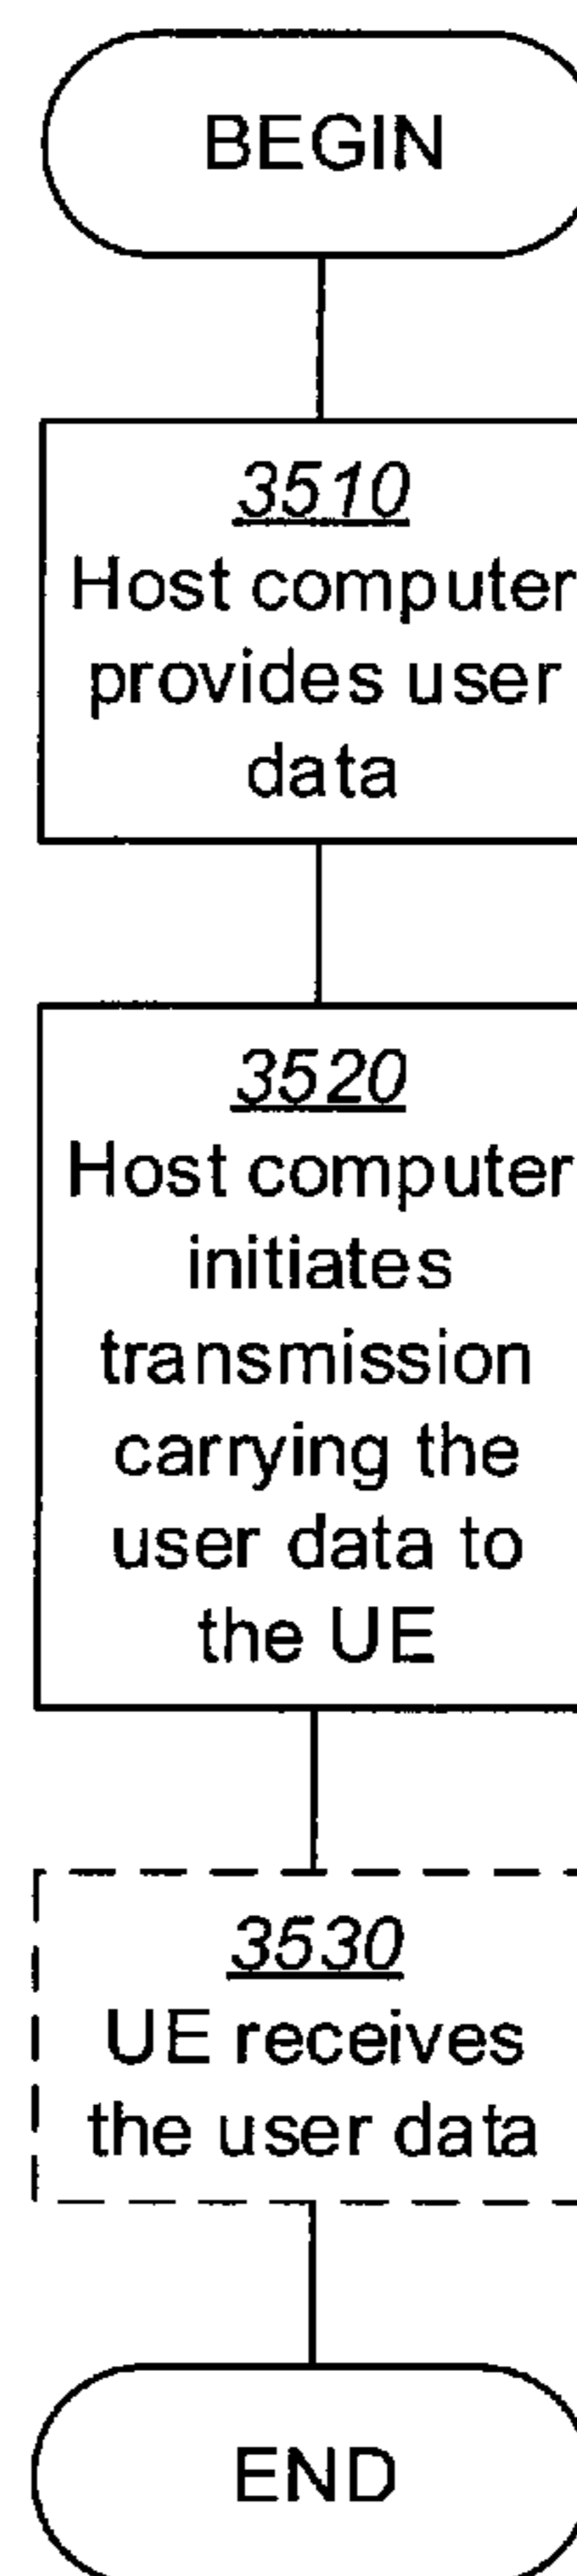 BEGIN
3510
Host computer
provides user
data
3520
Host computer
initiates
transmission
carrying the
user data to
the UE
3530
UE receives
the user data
END